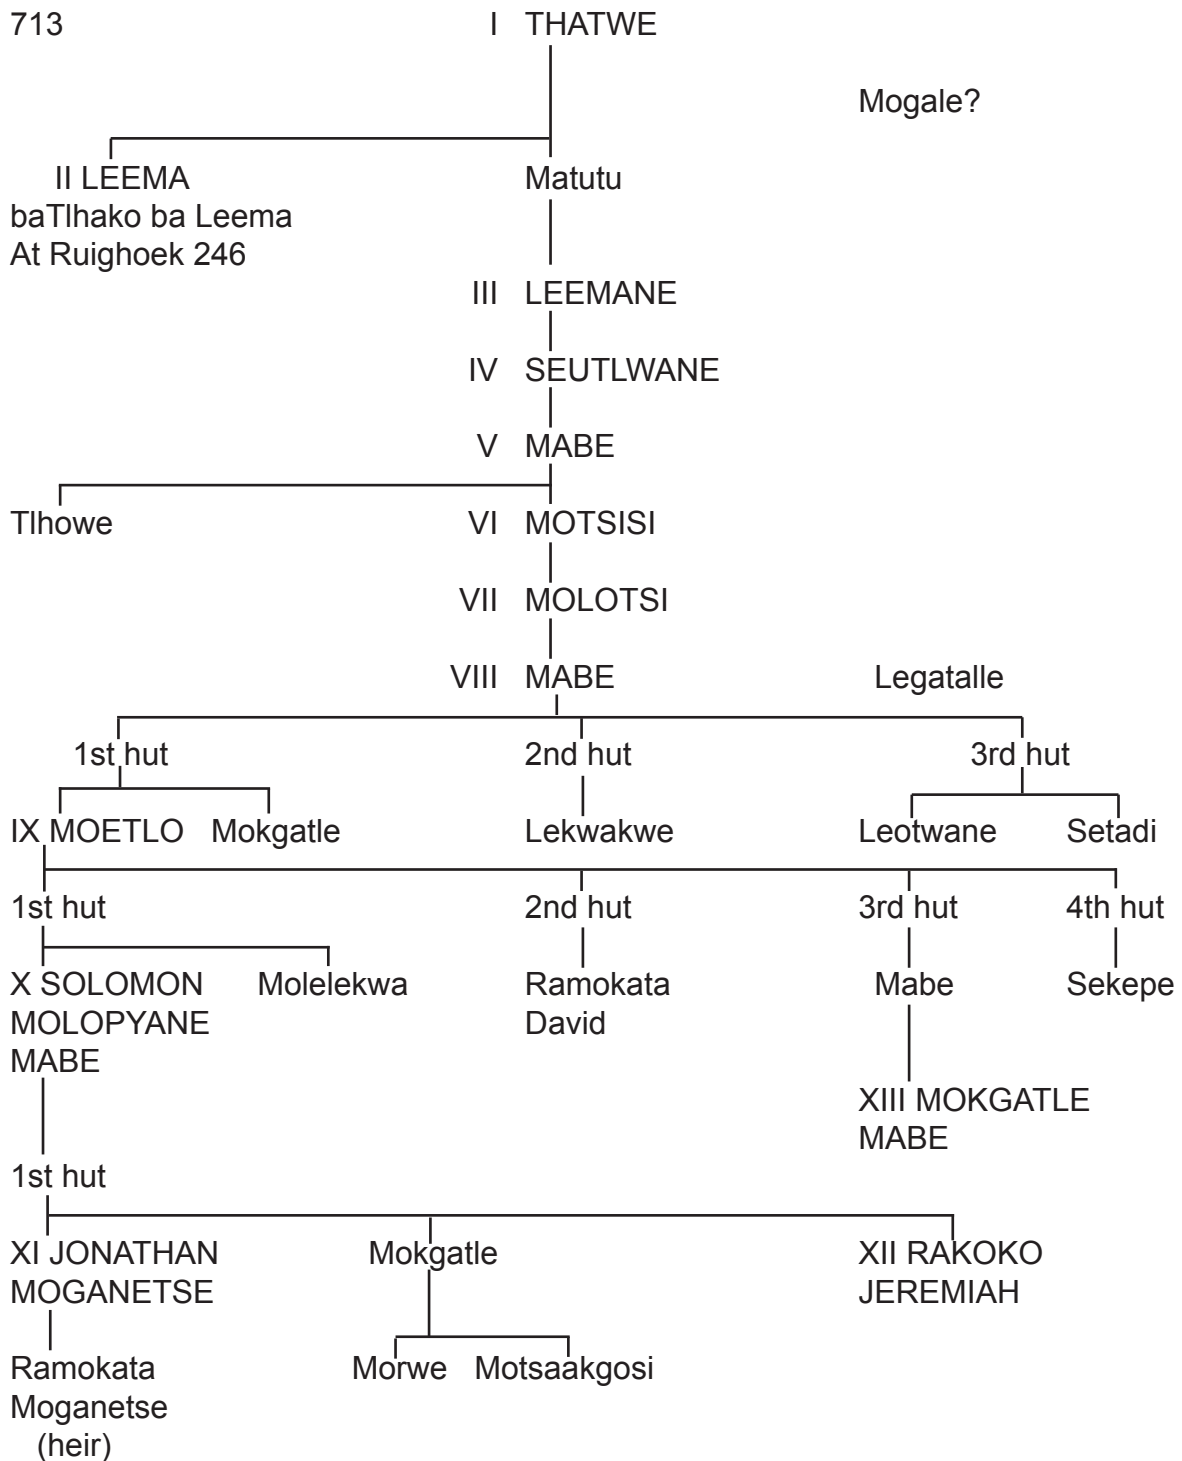 713 I THATWE
Mogale?
II LEEMA Matutu
baTlhako ba Leema
At Ruighoek 246
III LEEMANE
IV SEUTLWANE
V MABE
Tlhowe VI MOTSISI
VII MOLOTSI
VIII MABE Legatalle
1st hut 2nd hut 3rd hut
IX MOETLO Mokgatle Lekwakwe Leotwane Setadi
1st hut 2nd hut 3rd hut 4th hut
X SOLOMON Molelekwa Ramokata Mabe Sekepe
MOLOPYANE David
MABE
XIII MOKGATLE
MABE
1st hut
XI JONATHAN Mokgatle XII RAKOKO
MOGANETSE JEREMIAH
Ramokata Morwe Motsaakgosi
Moganetse
(heir)